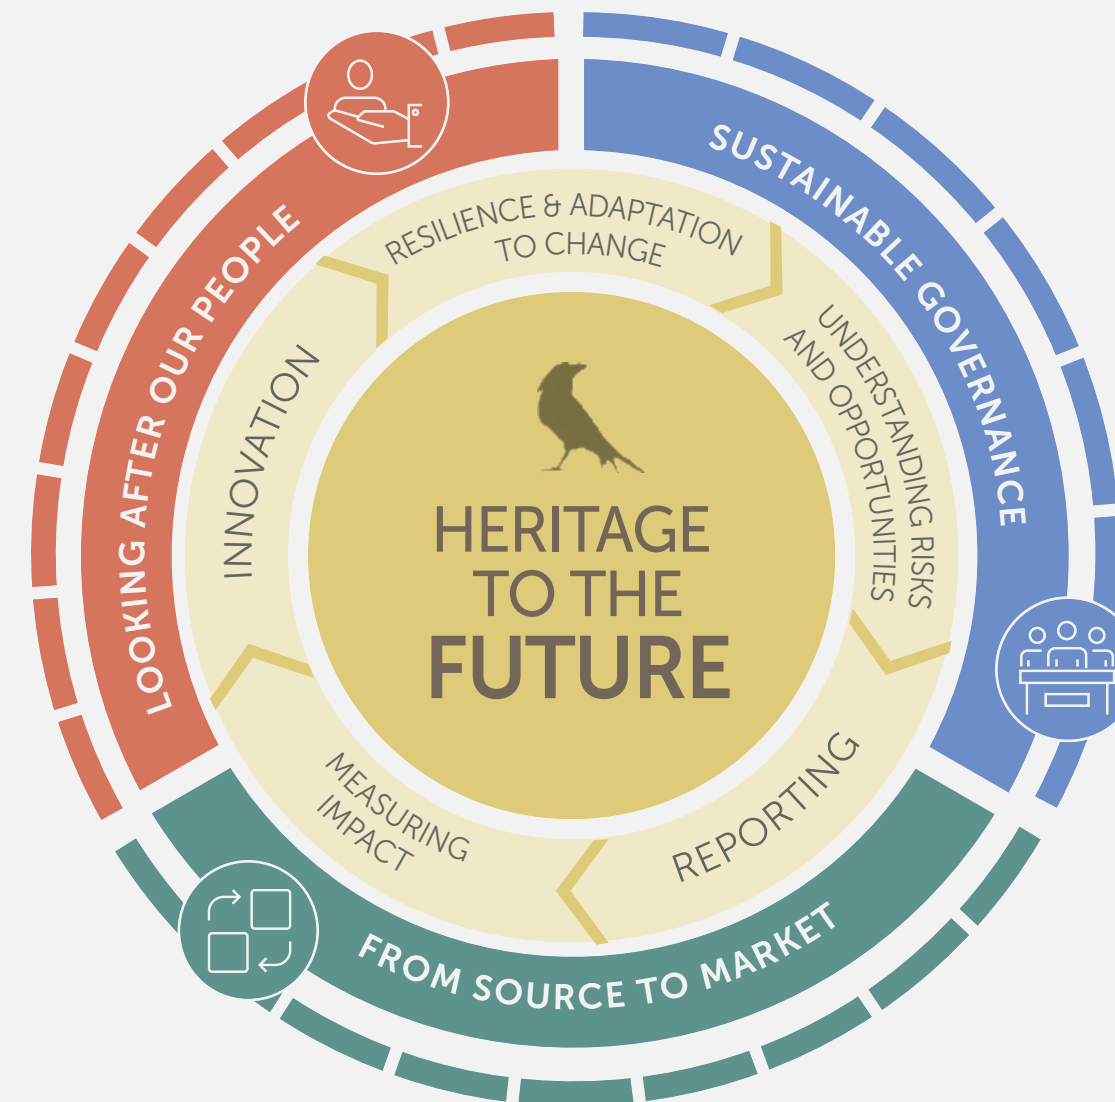 HERITAGE
TO THE
FUTURE
RESILIENCE & ADAPTATION
TO CHANGE
UNDERSTANDING RISKS
AND OPPORTUNITIES
REPORTING
MEASURING
IMPACT
INNOVATION
SUSTAINABLE GOVERNANCE
FROM SOURCE TO MARKET
LOOKING AFTER OUR PEOPLE